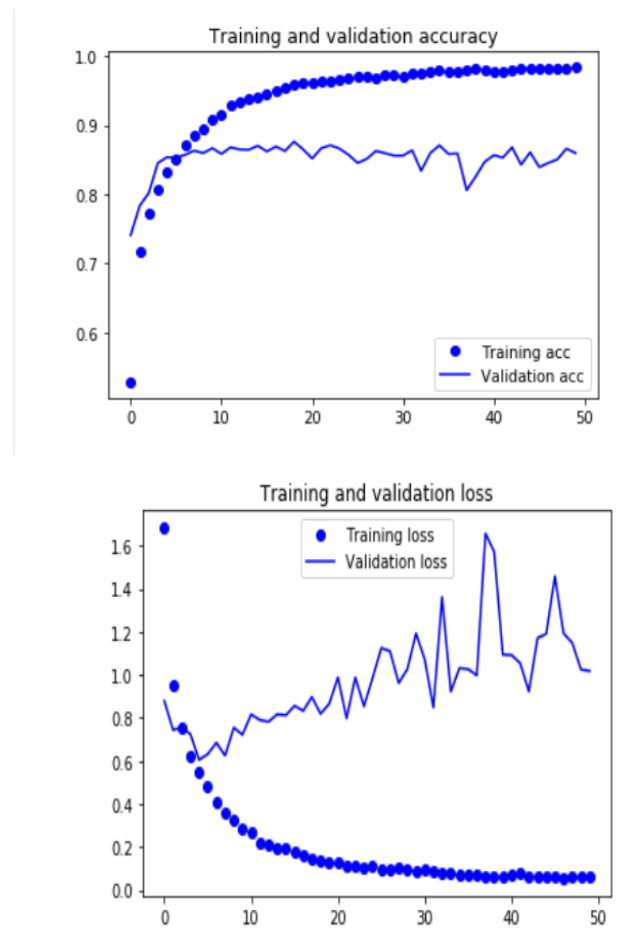 Training and validation accuracy
1.0
0.9
0.8
0.7
0.6
Training acc
Validation acc
0 10 20 30 40 50
Training and validation loss
Training loss
Validation loss
1.6
1.4
1.2
1.0
0.8
0.6
0.4
0.2
0.0
0 10 20 30 40 50